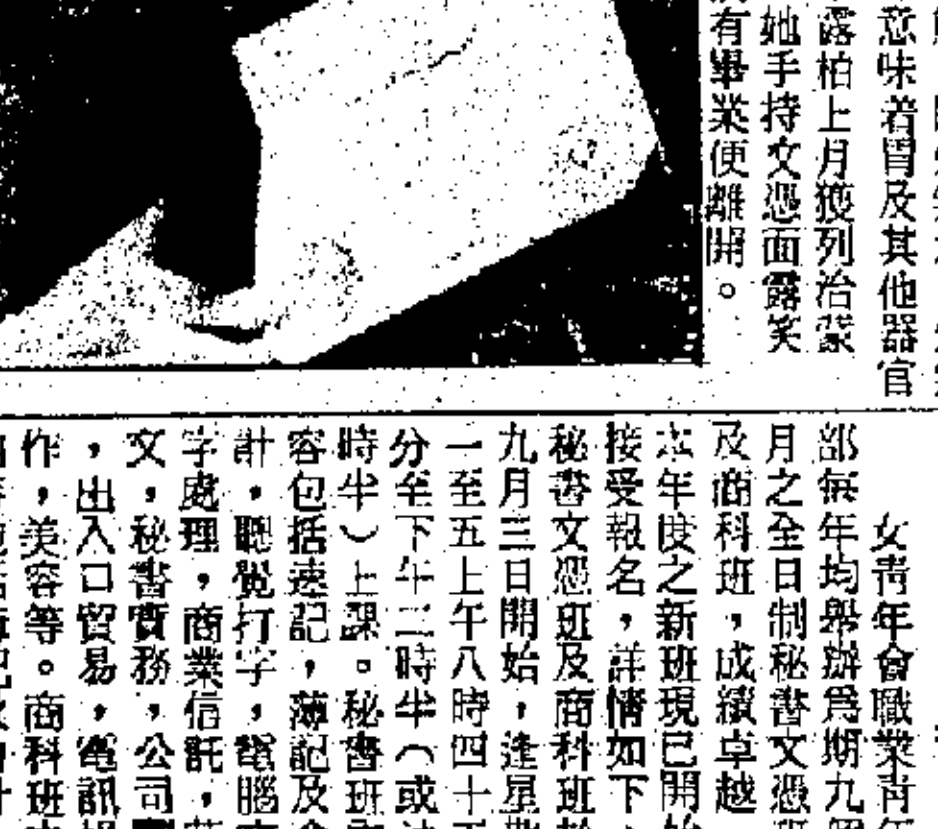 意味着胃及其他器官
露柏上月獲列治蒙
她手持文憑面露笑
有畢業便離開。
女青年會職業青年
部每年均舉辦爲期九個
月之全日制秘書文憑班
及商科班,成績卓越
年度之新班現已開始
接受報名,詳情如下
秘書文憑班及商科班
九月三日開始,逢星期
一至五上午八時四十五
分至下午二時半(或
時半)上課。秘書班
容包括速記,薄記及
計,聽覺打字,電腦
字處理,商業信託,
文,秘書實務,公司
,出入口貿易,電訊
作,美容等。商科班